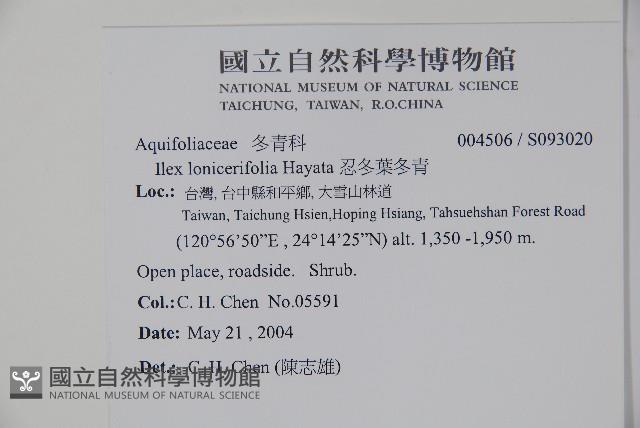 國立自然科學博物館
NATIONAL MUSEUM OF NATURAL SCIENCE
TAICHUNG, TAIWAN, R.O.CHINA
Aquifoliaceae 冬青科 004506 / S093020
Ilex lonicerifolia Hayata 忍冬葉冬青
Loc.: 台灣, 台中縣和平鄉, 大雪山林道
Taiwan, Taichung Hsien,Hoping Hsiang, Tahsuehshan Forest Road
(120°56'50”E , 24°14'25”N) alt. 1,350 -1,950 m.
Open place, roadside. Shrub.
Col.: C. H. Chen No.05591
Date: May 21 , 2004
Det.: C. H. Chen (陳志雄)
國立自然科學博物館
NATIONAL MUSEUM OF NATURAL SCIENCE